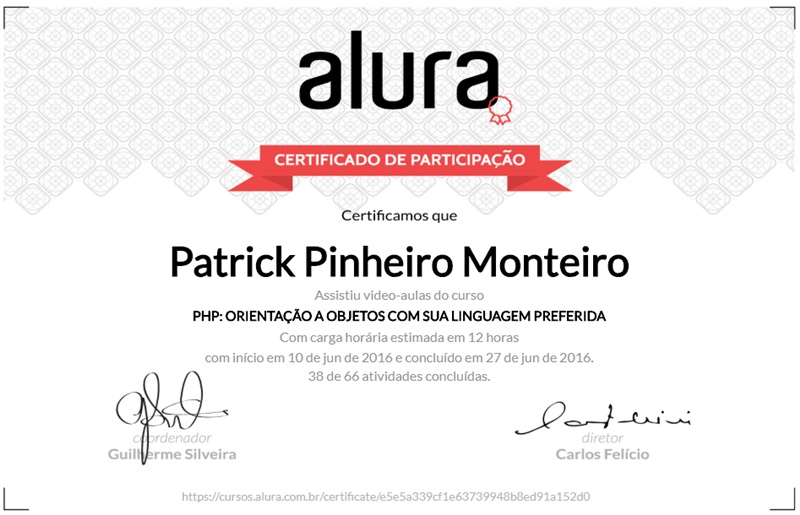 alura
CERTIFICADO DE PARTICIPAÇÃO
Certificamos que
Patrick Pinheiro Monteiro
Assistiu video-aulas do curso
PHP: ORIENTAÇÃO A OBJETOS COM SUA LINGUAGEM PREFERIDA
Com carga horária estimada em 12 horas
com início em 10 de jun de 2016 e concluído em 27 de jun de 2016.
38 de 66 atividades concluídas.
coordenador
Guilherme Silveira
diretor
Carlos Felício
https://cursos.alura.com.br/certificate/e5e5a339cf1e63739948b8ed91a152d0